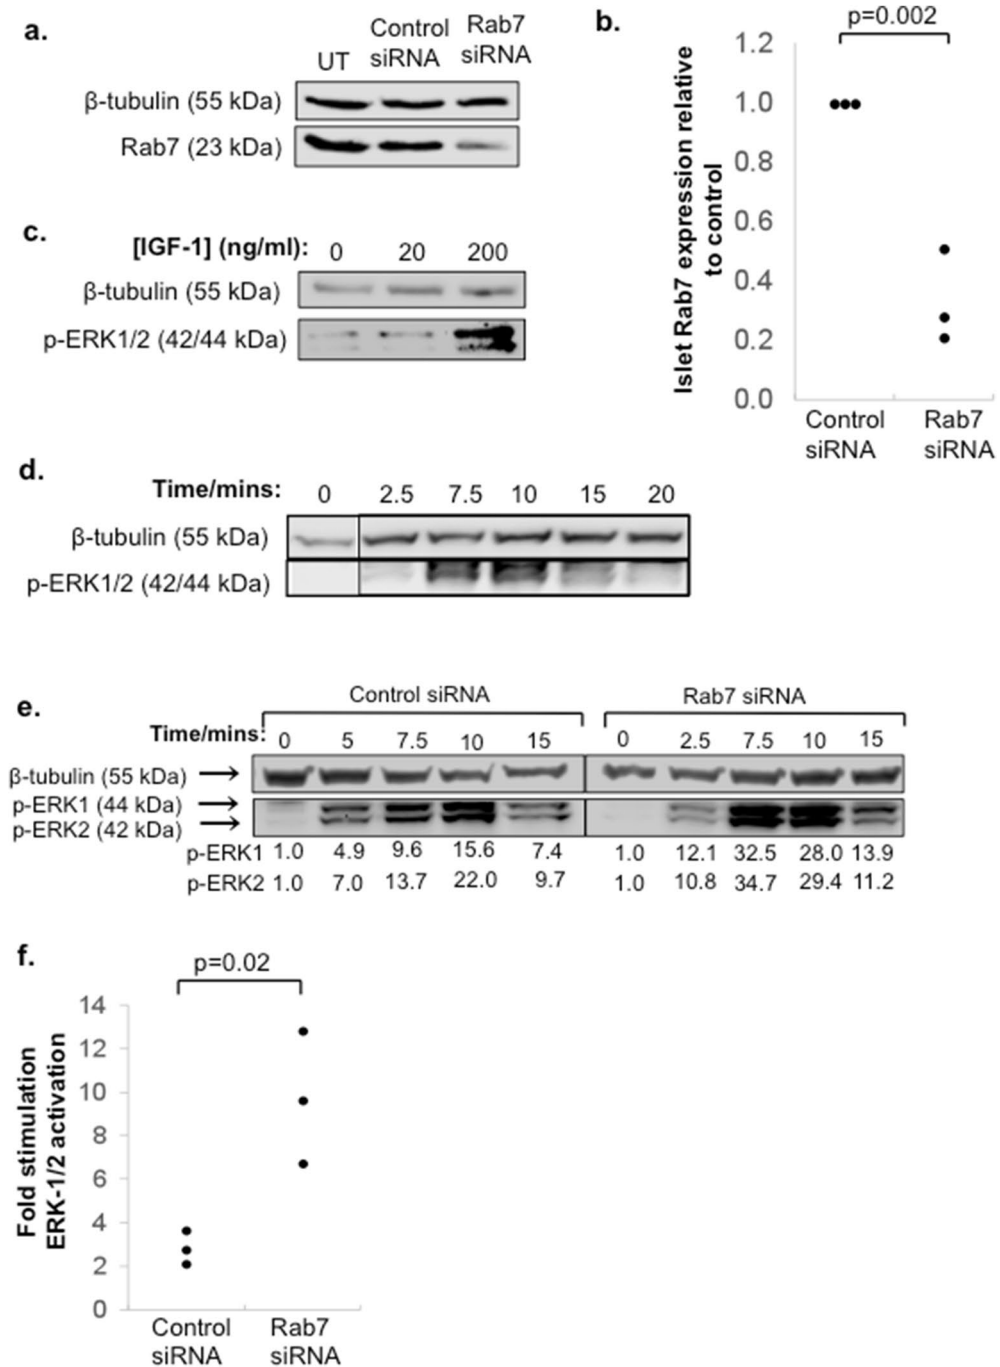 a.
UT
Control
siRNA
Rab7
siRNA
β-tubulin (55 kDa)
Rab7 (23 kDa)
b.
p=0.002
Islet Rab7 expression relative
to control
1.2
1.0
0.8
0.6
0.4
0.2
0.0
Control
siRNA
Rab7
siRNA
c.
[IGF-1] (ng/ml): 0 20 200
β-tubulin (55 kDa)
p-ERK1/2 (42/44 kDa)
d.
Time/mins: 0 2.5 7.5 10 15 20
β-tubulin (55 kDa)
p-ERK1/2 (42/44 kDa)
e.
Control siRNA
Rab7 siRNA
Time/mins: 0 5 7.5 10 15 0 2.5 7.5 10 15
β-tubulin (55 kDa)
p-ERK1 (44 kDa)
p-ERK2 (42 kDa)
p-ERK1 1.0 4.9 9.6 15.6 7.4 1.0 12.1 32.5 28.0 13.9
p-ERK2 1.0 7.0 13.7 22.0 9.7 1.0 10.8 34.7 29.4 11.2
f.
p=0.02
Fold stimulation
ERK-1/2 activation
14
12
10
8
6
4
2
0
Control
siRNA
Rab7
siRNA